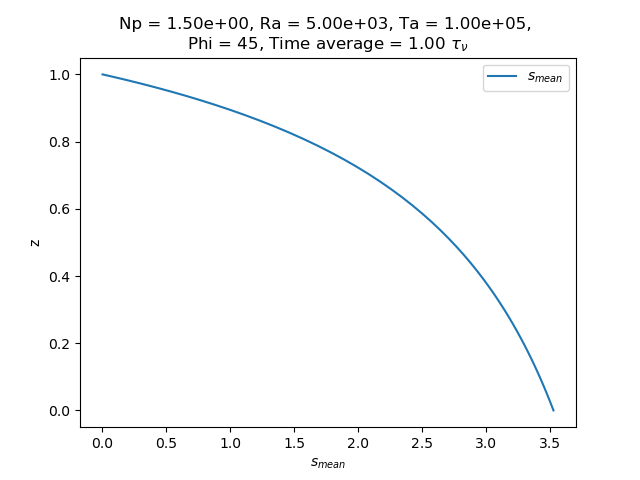 Np = 1.50e+00, Ra = 5.00e+03, Ta = 1.00e+05,
Phi = 45, Time average = 1.00 τν
s_mean
1.0
0.8
0.6
0.4
0.2
0.0
z
0.0 0.5 1.0 1.5 2.0 2.5 3.0 3.5
s_mean